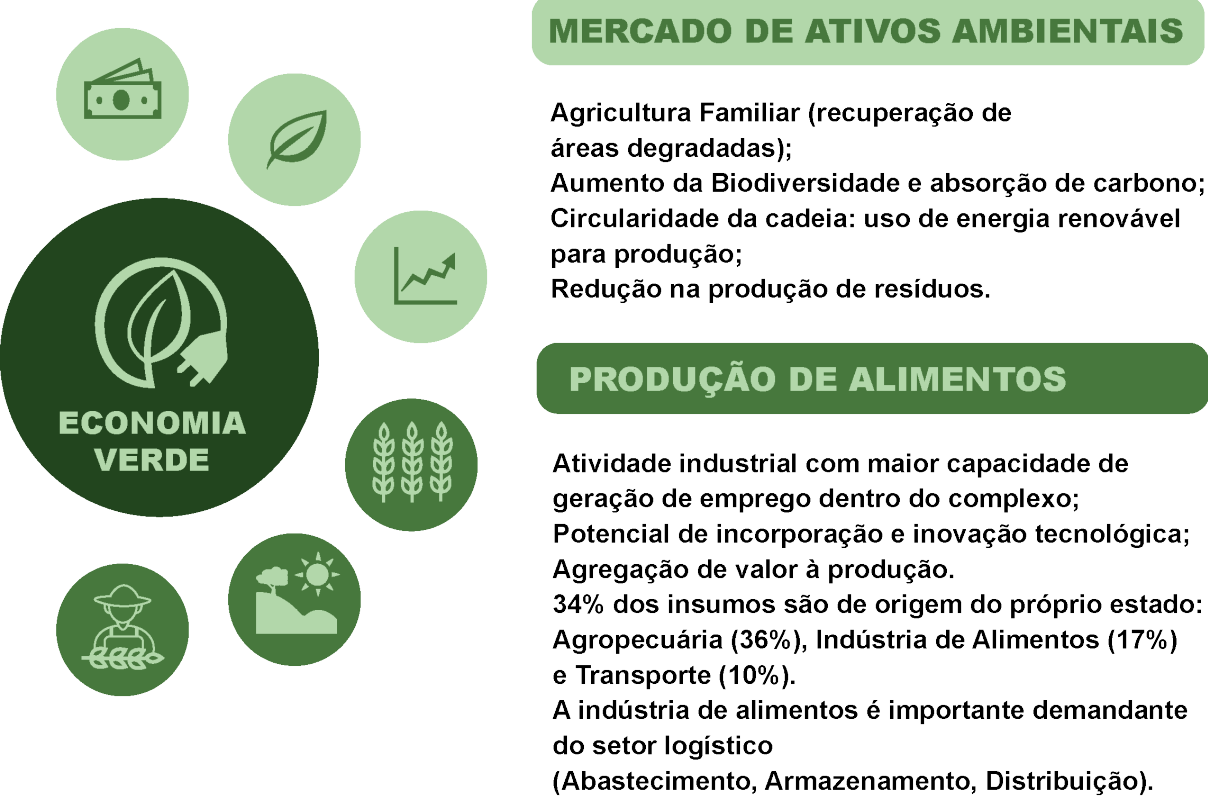 MERCADO DE ATIVOS AMBIENTAIS
Agricultura Familiar (recuperação de
áreas degradadas);
Aumento da Biodiversidade e absorção de carbono;
Circularidade da cadeia: uso de energia renovável
para produção;
Redução na produção de resíduos.
ECONOMIA
VERDE
PRODUÇÃO DE ALIMENTOS
Atividade industrial com maior capacidade de
geração de emprego dentro do complexo;
Potencial de incorporação e inovação tecnológica;
Agregação de valor à produção.
34% dos insumos são de origem do próprio estado:
Agropecuária (36%), Indústria de Alimentos (17%)
e Transporte (10%).
A indústria de alimentos é importante demandante
do setor logístico
(Abastecimento, Armazenamento, Distribuição).